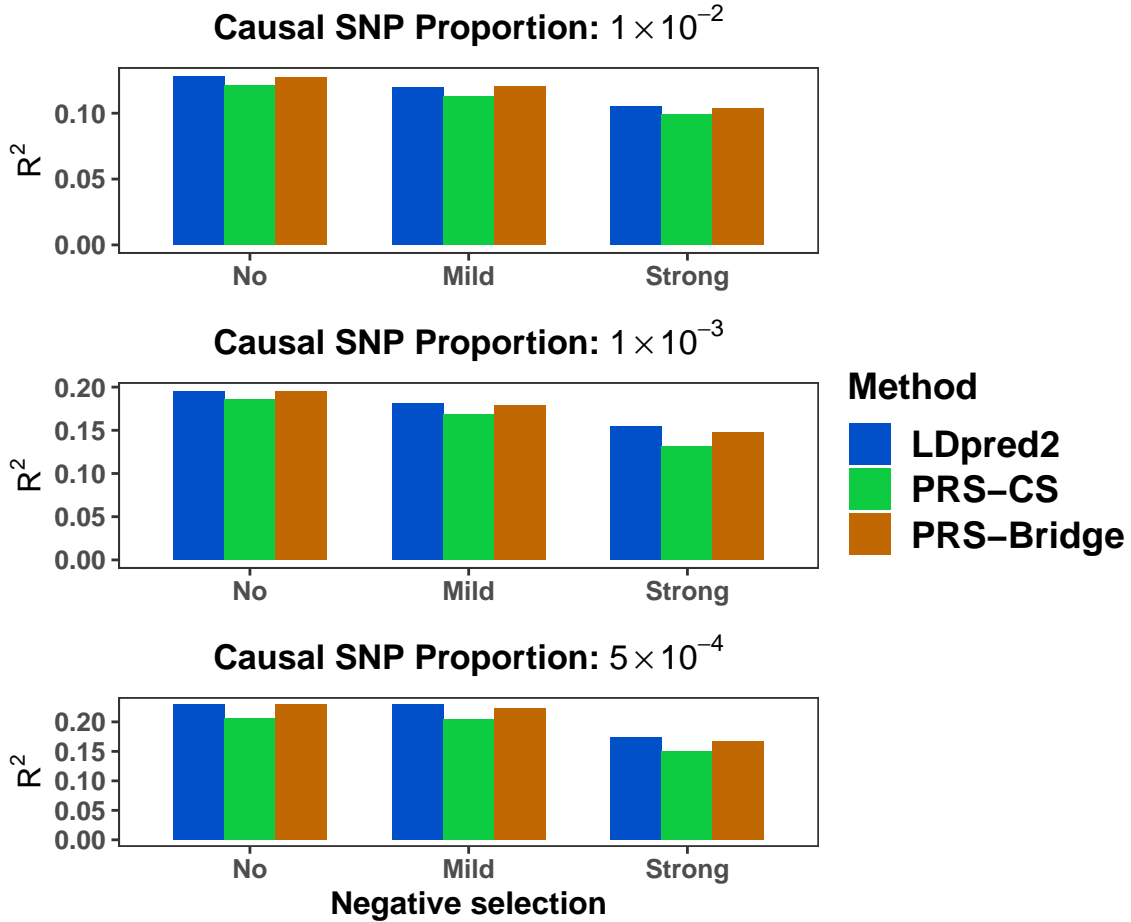 Causal SNP Proportion: 1 × 10⁻²
R²
0.10
0.05
0.00
No Mild Strong
Causal SNP Proportion: 1 × 10⁻³
R²
0.20
0.15
0.10
0.05
0.00
No Mild Strong
Causal SNP Proportion: 5 × 10⁻⁴
R²
0.20
0.15
0.10
0.05
0.00
No Mild Strong
Negative selection
Method
LDpred2
PRS−CS
PRS−Bridge